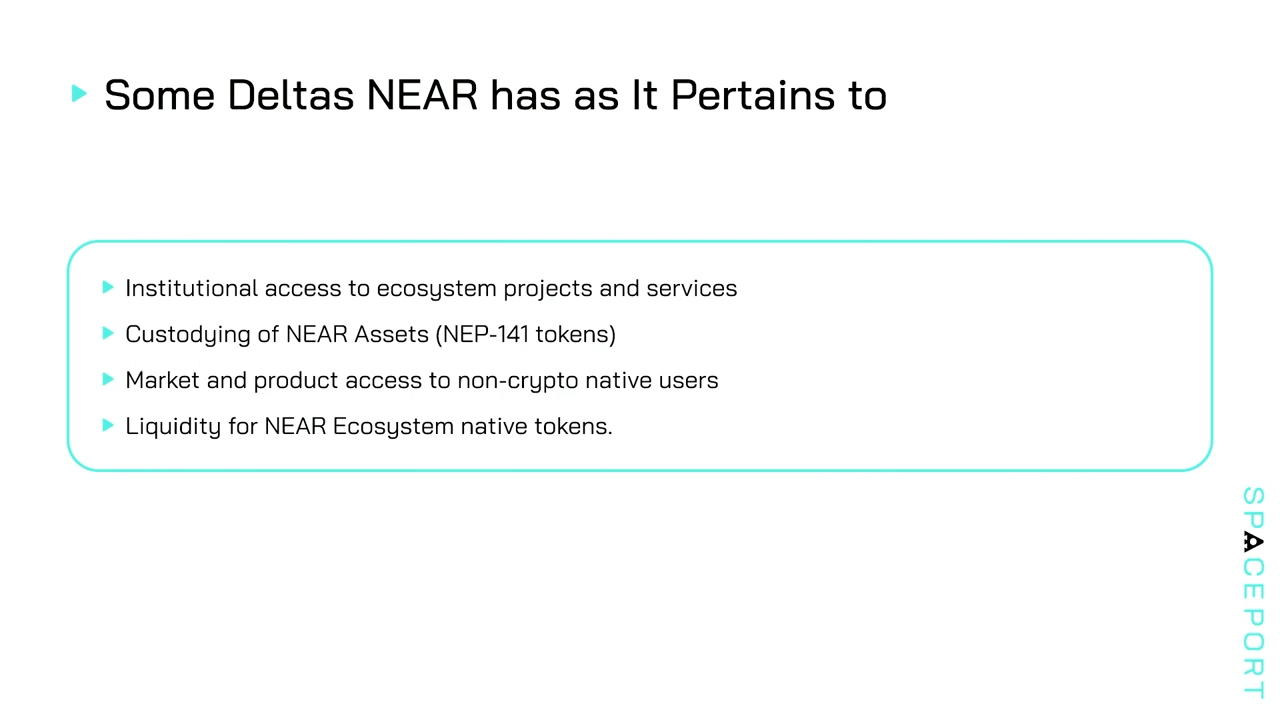 Some Deltas NEAR has as It Pertains to
Institutional access to ecosystem projects and services
Custodying of NEAR Assets (NEP-141 tokens)
Market and product access to non-crypto native users
Liquidity for NEAR Ecosystem native tokens.
SPACEPORT